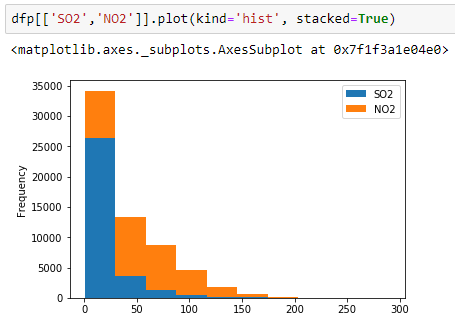 dfp[['SO2','NO2']].plot(kind='hist', stacked=True)
<matplotlib.axes._subplots.AxesSubplot at 0x7f1f3a1e04e0>
SO2
NO2
Frequency
35000
30000
25000
20000
15000
10000
5000
0
0 50 100 150 200 250 300